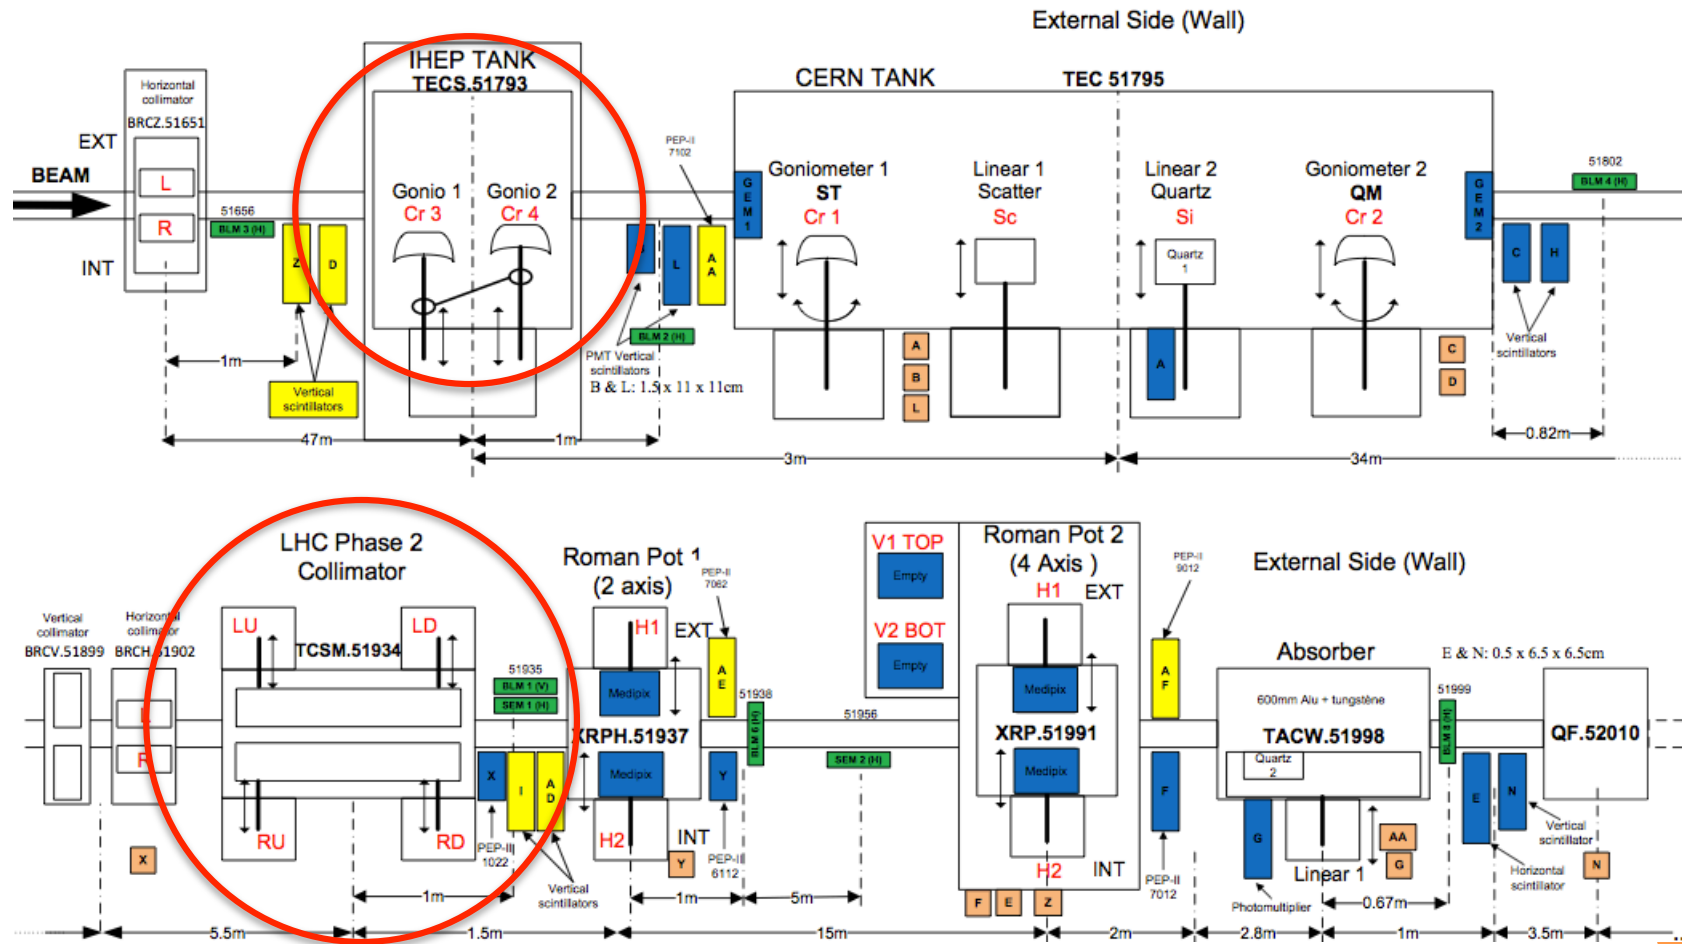 External Side (Wall)
IHEP TANK
TECS.51793
CERN TANK
TEC 51795
Horizontal
collimator
BRCZ.51651
EXT
INT
BEAM
L
R
51656
BLM 3 (H)
Z
D
Vertical
scintillators
1m
Gonio 1
Cr 3
Gonio 2
Cr 4
PEP-II
7102
L
A
A
PMT Vertical
scintillators
BLM 2 (H)
B & L: 1.5 x 11 x 11cm
G
E
M
1
Goniometer 1
ST
Cr 1
Linear 1
Scatter
Sc
Linear 2
Quartz
Si
Quartz
1
A
Goniometer 2
QM
Cr 2
G
E
M
2
51802
BLM 4 (H)
C
H
Vertical
scintillators
A
B
L
C
D
47m
1m
0.82m
3m
34m
LHC Phase 2
Collimator
Vertical
collimator
BRCV.51899
Horizontal
collimator
BRCH.51902
R
X
LU
LD
TCSM.51934
RU
RD
51935
BLM 1 (V)
SEM 1 (H)
X
I
A
D
PEP-II
1022
Vertical
scintillators
1m
Roman Pot 1
(2 axis)
H1
EXT
Medipix
XRPH.51937
Medipix
H2
INT
Y
PEP-II
7062
A
E
51938
BLM 6 (H)
Y
PEP-II
6112
1m
5m
51956
SEM 2 (H)
V1 TOP
Empty
V2 BOT
Empty
Roman Pot 2
(4 Axis )
H1
EXT
Medipix
XRP.51991
Medipix
H2
INT
F
E
Z
PEP-II
9012
A
F
F
PEP-II
7012
External Side (Wall)
Absorber
600mm Alu + tungstène
TACW.51998
Quartz
2
G
Linear 1
Photomultiplier
AA
G
0.67m
E & N: 0.5 x 6.5 x 6.5cm
51999
E
N
Vertical
scintillator
Horizontal
scintillator
QF.52010
N
5.5m
1.5m
15m
2m
2.8m
1m
3.5m